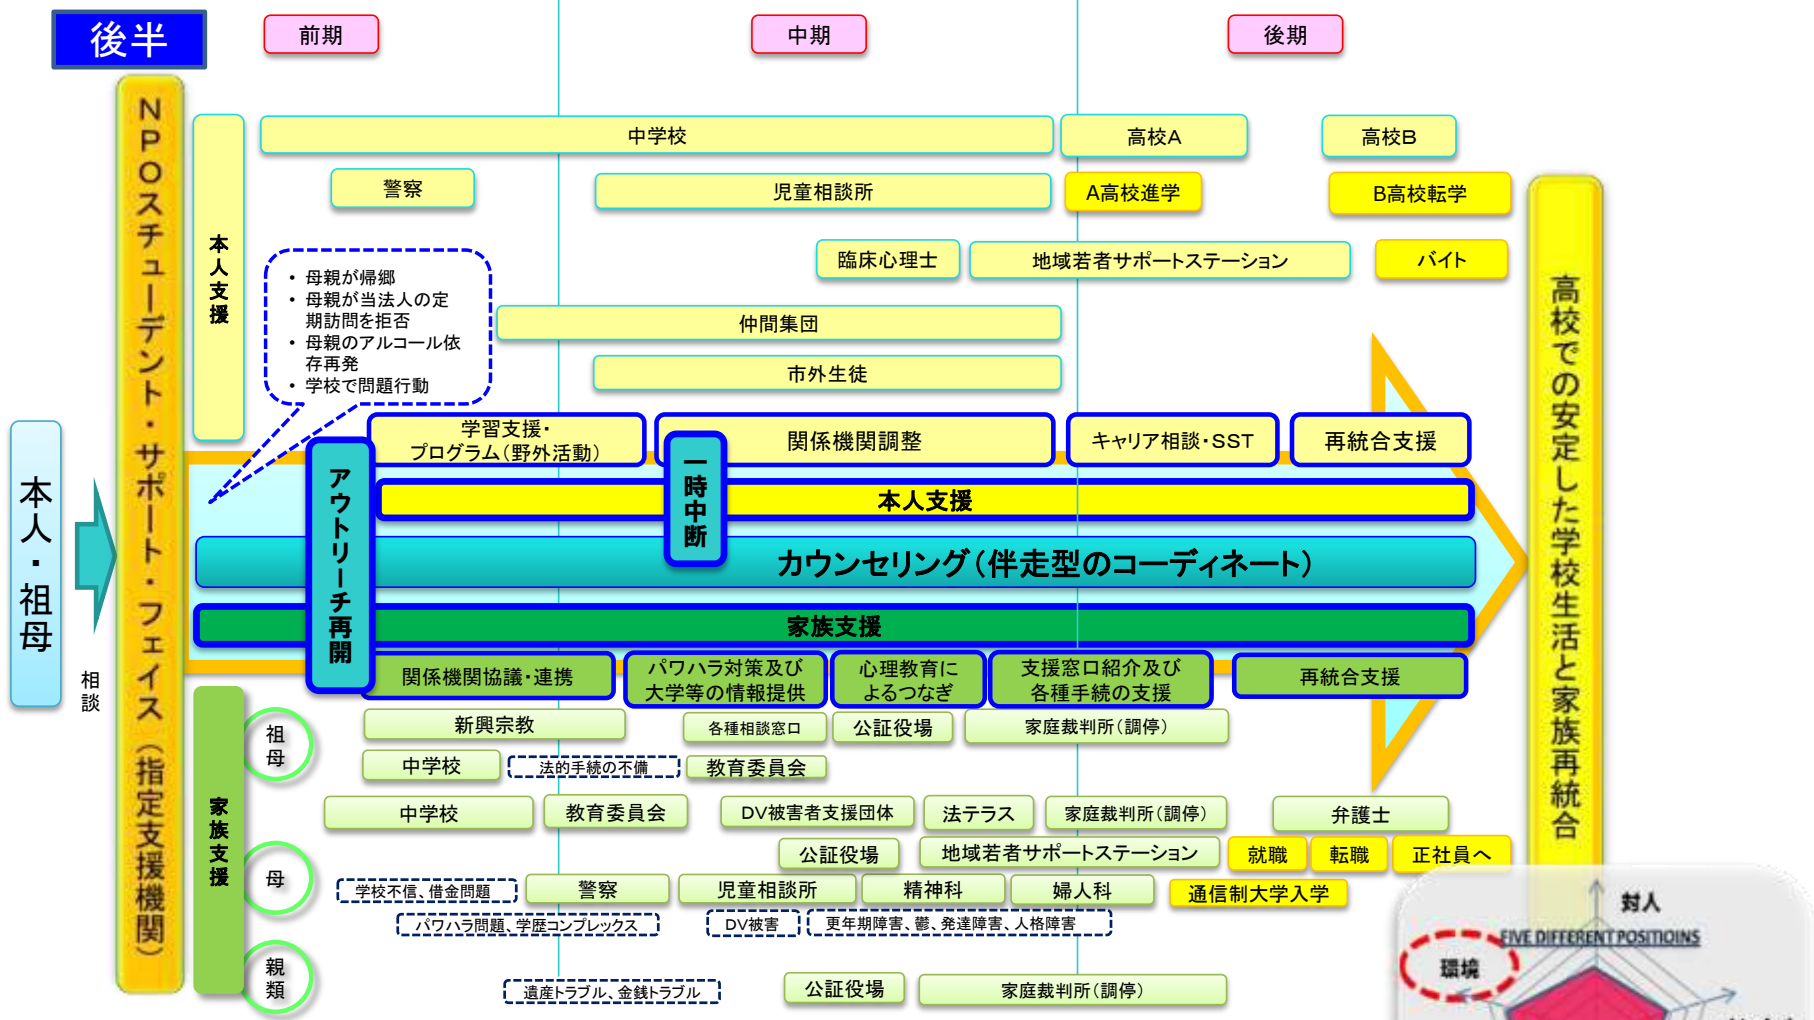 後半
前期
中期
後期
NPOスチューデント・サポート・フェイス（指定支援機関）
本人支援
中学校
高校A
高校B
警察
児童相談所
A高校進学
B高校転学
臨床心理士
地域若者サポートステーション
バイト
・ 母親が帰郷
・ 母親が当法人の定
期訪問を拒否
・ 母親のアルコール依
存再発
・ 学校で問題行動
仲間集団
市外生徒
本人・祖母
相談
アウトリーチ再開
学習支援・
プログラム（野外活動）
一時中断
関係機関調整
キャリア相談・SST
再統合支援
本人支援
カウンセリング（伴走型のコーディネート）
家族支援
関係機関協議・連携
パワハラ対策及び
大学等の情報提供
心理教育に
よるつなぎ
支援窓口紹介及び
各種手続の支援
再統合支援
高校での安定した学校生活と家族再統合
家族支援
祖母
新興宗教
各種相談窓口
公証役場
家庭裁判所（調停）
中学校
法的手続の不備
教育委員会
母
中学校
教育委員会
DV被害者支援団体
法テラス
家庭裁判所（調停）
弁護士
公証役場
地域若者サポートステーション
就職
転職
正社員へ
学校不信、借金問題
警察
児童相談所
精神科
婦人科
通信制大学入学
パワハラ問題、学歴コンプレックス
DV被害
更年期障害、鬱、発達障害、人格障害
親類
遺産トラブル、金銭トラブル
公証役場
家庭裁判所（調停）
対人
FIVE DIFFERENT POSITIOINS
環境